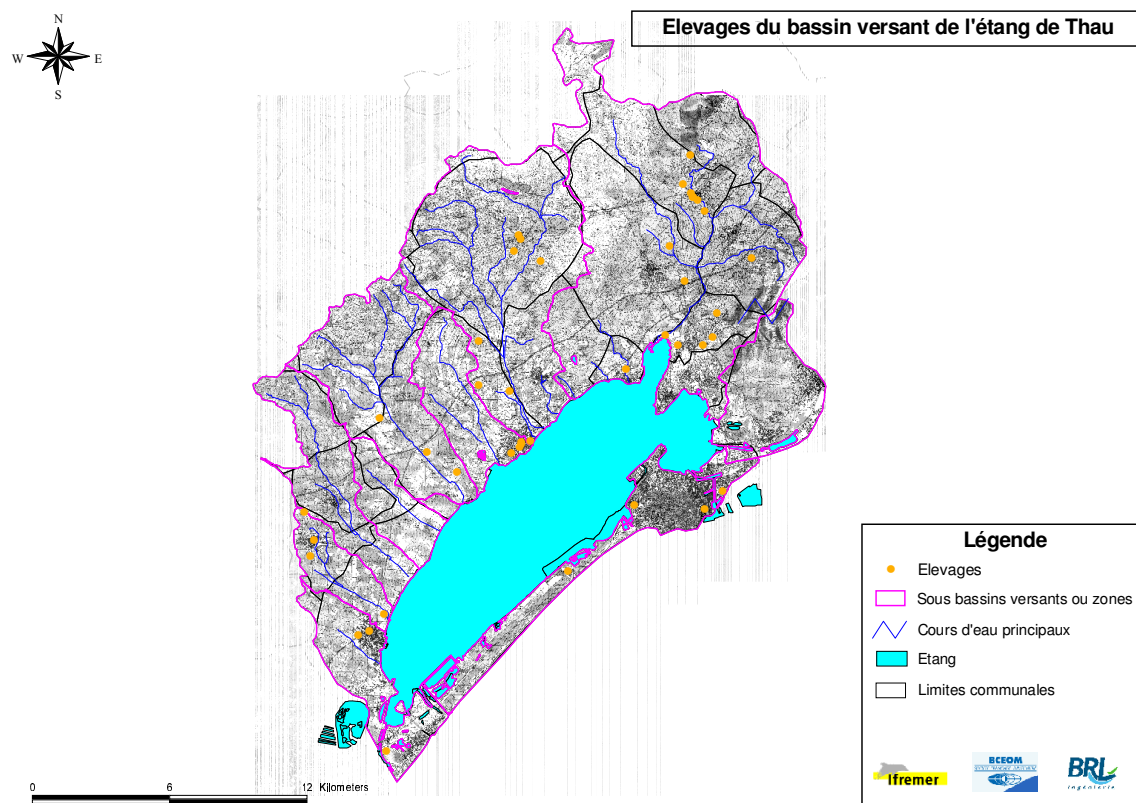 Elevages du bassin versant de l'étang de Thau
N
W
E
S
Légende
Elevages
Sous bassins versants ou zones
Cours d'eau principaux
Etang
Limites communales
0 6 12 Kilometers
Ifremer
BCEOM
BRL
Ingénierie